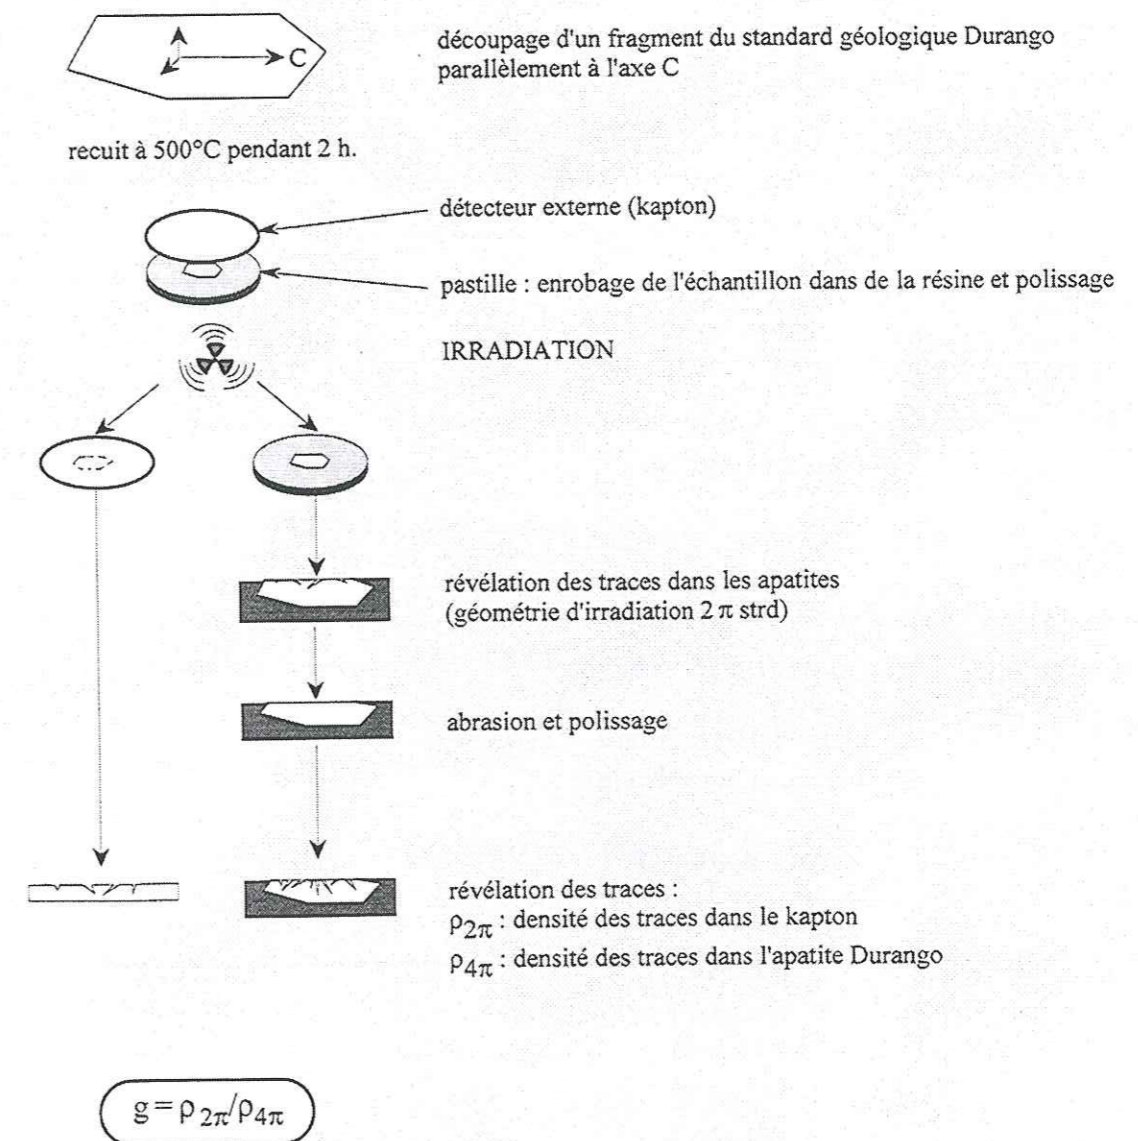 C
découpage d'un fragment du standard géologique Durango
parallèlement à l'axe C
recuit à 500°C pendant 2 h.
détecteur externe (kapton)
pastille : enrobage de l'échantillon dans de la résine et polissage
IRRADIATION
révélation des traces dans les apatites
(géométrie d'irradiation 2 π strd)
abrasion et polissage
révélation des traces :
ρ2π : densité des traces dans le kapton
ρ4π : densité des traces dans l'apatite Durango
g = ρ2π/ρ4π